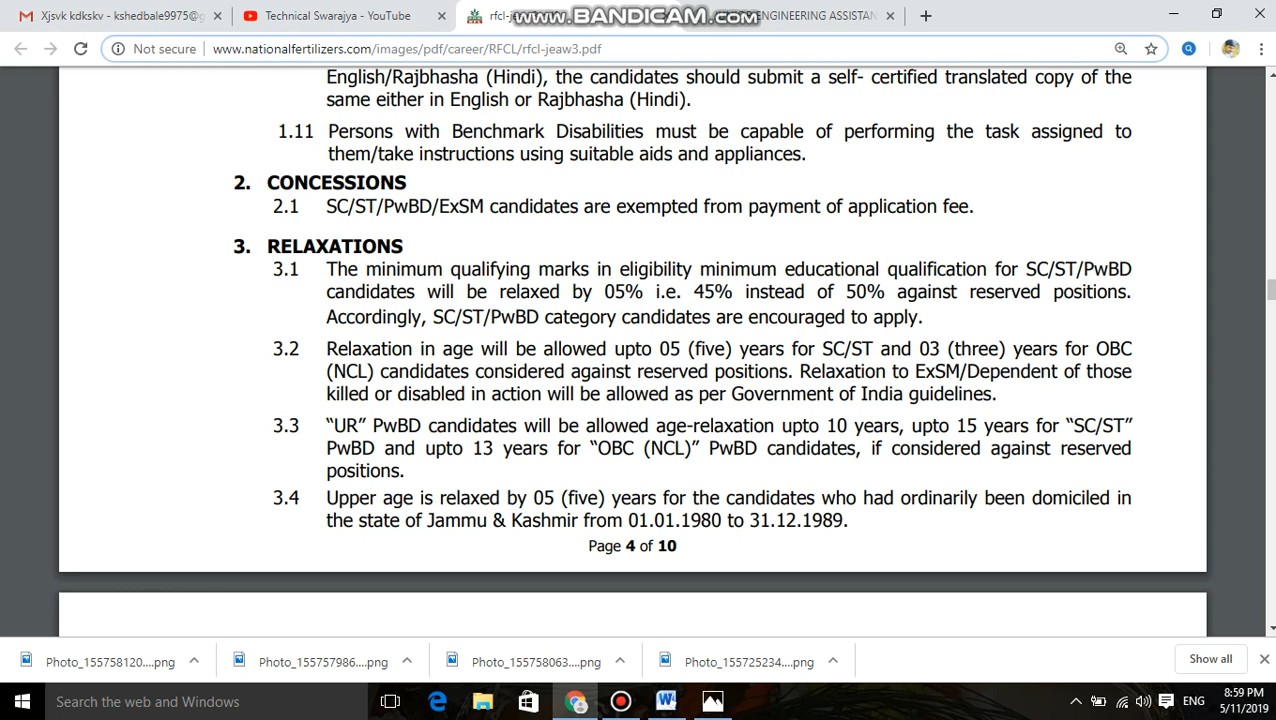 Xjsvk kdkskv - kshedbale9975@g
Technical Swarajya - YouTube
rfcl-je
www.BANDICAM.com
ENGINEERING ASSISTAN
Not secure
www.nationalfertilizers.com/images/pdf/career/RFCL/rfcl-jeaw3.pdf
English/Rajbhasha (Hindi), the candidates should submit a self- certified translated copy of the
same either in English or Rajbhasha (Hindi).
1.11 Persons with Benchmark Disabilities must be capable of performing the task assigned to
them/take instructions using suitable aids and appliances.
2. CONCESSIONS
2.1 SC/ST/PwBD/ExSM candidates are exempted from payment of application fee.
3. RELAXATIONS
3.1 The minimum qualifying marks in eligibility minimum educational qualification for SC/ST/PwBD
candidates will be relaxed by 05% i.e. 45% instead of 50% against reserved positions.
Accordingly, SC/ST/PwBD category candidates are encouraged to apply.
3.2 Relaxation in age will be allowed upto 05 (five) years for SC/ST and 03 (three) years for OBC
(NCL) candidates considered against reserved positions. Relaxation to ExSM/Dependent of those
killed or disabled in action will be allowed as per Government of India guidelines.
3.3 “UR” PwBD candidates will be allowed age-relaxation upto 10 years, upto 15 years for “SC/ST”
PwBD and upto 13 years for “OBC (NCL)” PwBD candidates, if considered against reserved
positions.
3.4 Upper age is relaxed by 05 (five) years for the candidates who had ordinarily been domiciled in
the state of Jammu & Kashmir from 01.01.1980 to 31.12.1989.
Page 4 of 10
Photo_155758120....png
Photo_155757986....png
Photo_155758063....png
Photo_155725234....png
Show all
Search the web and Windows
ENG
8:59 PM
5/11/2019